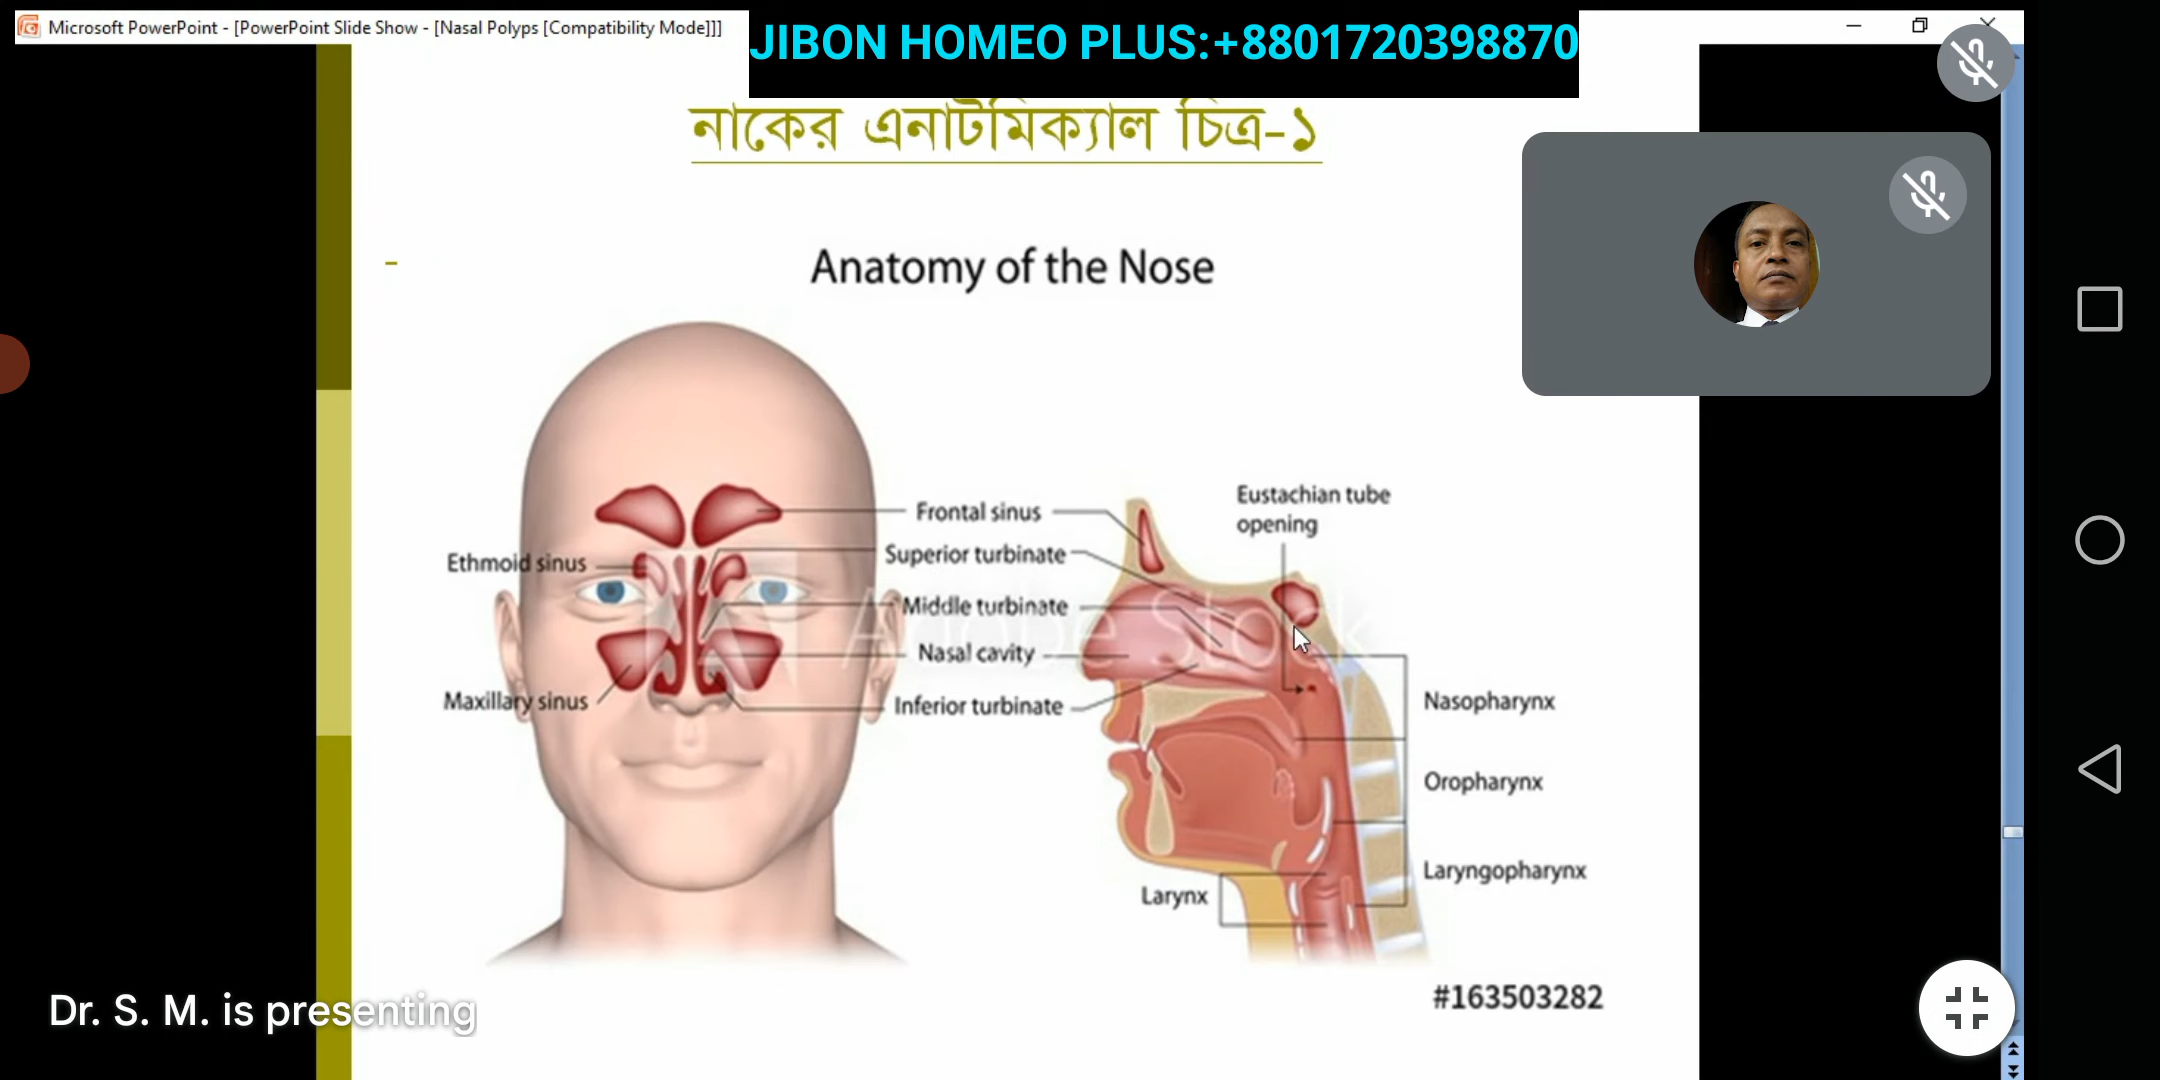 Microsoft PowerPoint - [PowerPoint Slide Show - [Nasal Polyps [Compatibility Mode]]]
JIBON HOMEO PLUS:+8801720398870
নাকের এনাটমিক্যাল চিত্র-১
-
Anatomy of the Nose
Eustachian tube
opening
Frontal sinus
Superior turbinate
Ethmoid sinus
Middle turbinate
Nasal cavity
Adobe Stock
Maxillary sinus
Inferior turbinate
Nasopharynx
Oropharynx
Laryngopharynx
Larynx
#163503282
Dr. S. M. is presenting